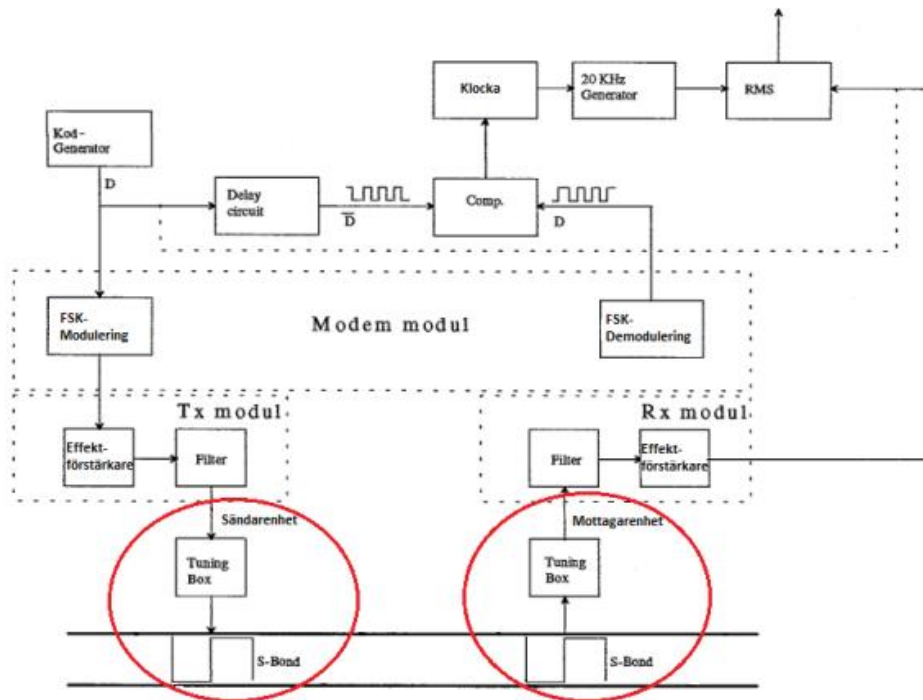 Klocka
20 KHz
Generator
RMS
Kod-
Generator
D
Delay
circuit
D
Comp.
D
FSK-
Modulering
Modem modul
FSK-
Demodulering
Tx modul
Rx modul
Effekt-
förstärkare
Filter
Filter
Effekt-
förstärkare
Sändarenhet
Mottagarenhet
Tuning
Box
Tuning
Box
S-Bond
S-Bond